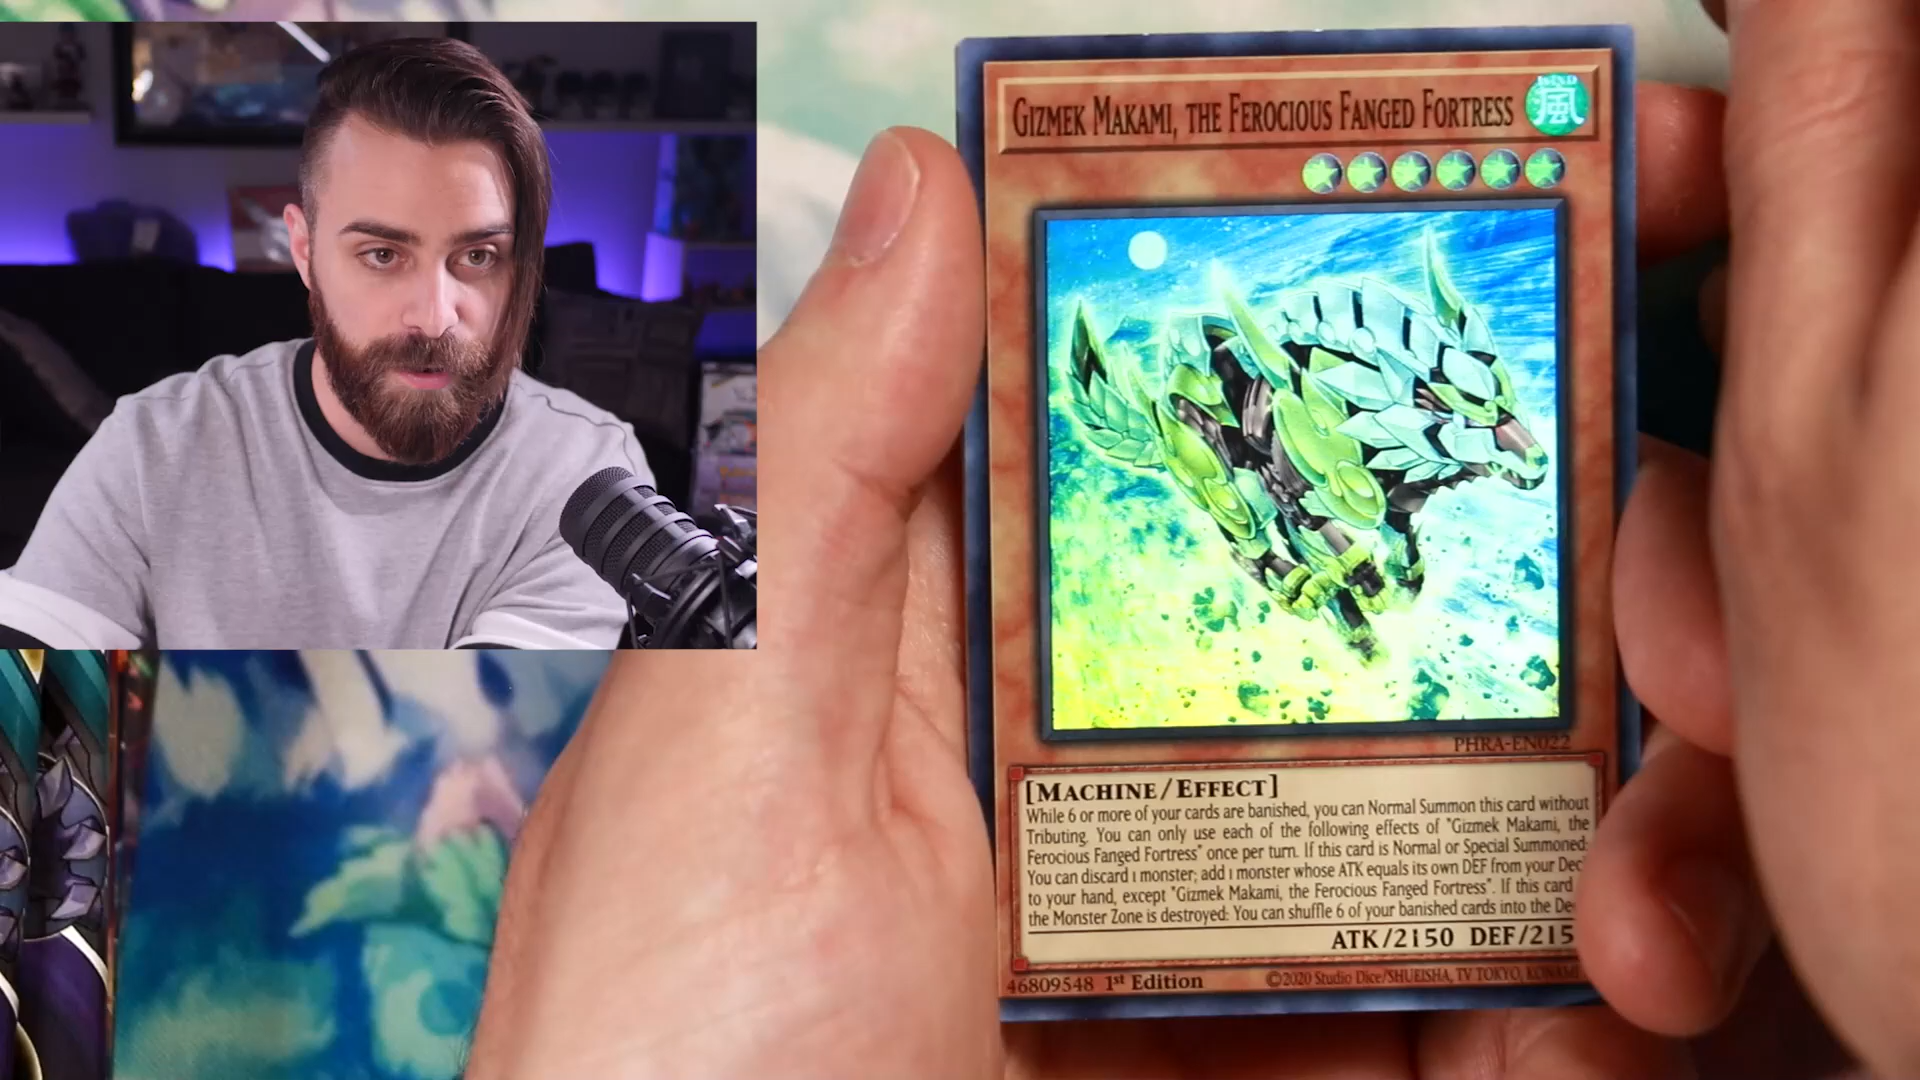 GIZMEK MAKAMI, THE FEROCIOUS FANGED FORTRESS
WIND
風
PHRA-EN022
[MACHINE/EFFECT]
While 6 or more of your cards are banished, you can Normal Summon this card without
Tributing. You can only use each of the following effects of "Gizmek Makami, the
Ferocious Fanged Fortress" once per turn. If this card is Normal or Special Summoned:
You can discard 1 monster; add 1 monster whose ATK equals its own DEF from your Dec
to your hand, except "Gizmek Makami, the Ferocious Fanged Fortress". If this card
the Monster Zone is destroyed: You can shuffle 6 of your banished cards into the De
ATK/2150 DEF/215
46809548 1st Edition ©2020 Studio Dice/SHUEISHA, TV TOKYO, KONAMI